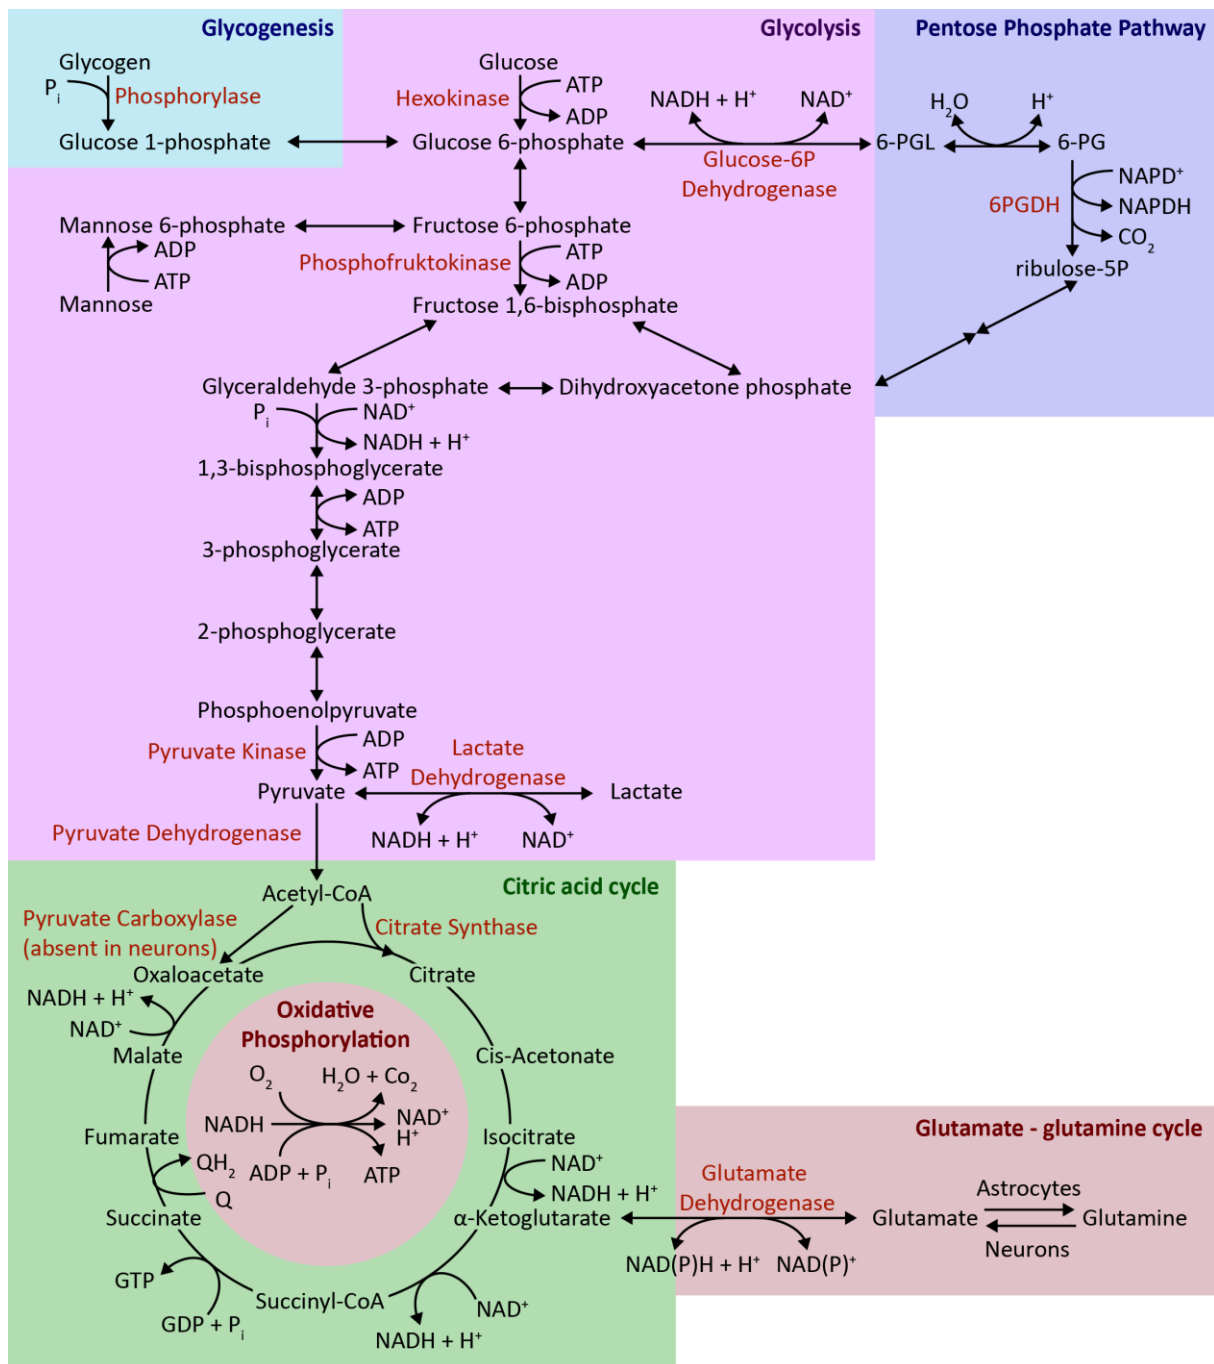 Glycogenesis
Glycolysis
Pentose Phosphate Pathway
Glycogen
Pi
Phosphorylase
Glucose 1-phosphate
Glucose
Hexokinase
ATP
ADP
Glucose 6-phosphate
NADH + H⁺
NAD⁺
Glucose-6P
Dehydrogenase
6-PGL
H₂O
H⁺
6-PG
6PGDH
NAPD⁺
NAPDH
CO₂
ribulose-5P
Mannose 6-phosphate
ADP
ATP
Mannose
Fructose 6-phosphate
Phosphofruktokinase
ATP
ADP
Fructose 1,6-bisphosphate
Glyceraldehyde 3-phosphate
Dihydroxyacetone phosphate
Pi
NAD⁺
NADH + H⁺
1,3-bisphosphoglycerate
ADP
ATP
3-phosphoglycerate
2-phosphoglycerate
Phosphoenolpyruvate
Pyruvate Kinase
ADP
ATP
Lactate
Dehydrogenase
Pyruvate
Lactate
NADH + H⁺
NAD⁺
Pyruvate Dehydrogenase
Citric acid cycle
Acetyl-CoA
Pyruvate Carboxylase
(absent in neurons)
Citrate Synthase
Oxaloacetate
Citrate
NADH + H⁺
NAD⁺
Malate
Cis-Acetonate
Oxidative
Phosphorylation
O₂
H₂O + Co₂
NADH
NAD⁺
H⁺
ADP + Pi
ATP
Fumarate
Isocitrate
QH₂
Q
NAD⁺
NADH + H⁺
Succinate
α-Ketoglutarate
GTP
GDP + Pi
Succinyl-CoA
NAD⁺
NADH + H⁺
Glutamate - glutamine cycle
Glutamate
Dehydrogenase
NAD(P)H + H⁺
NAD(P)⁺
Glutamate
Astrocytes
Neurons
Glutamine